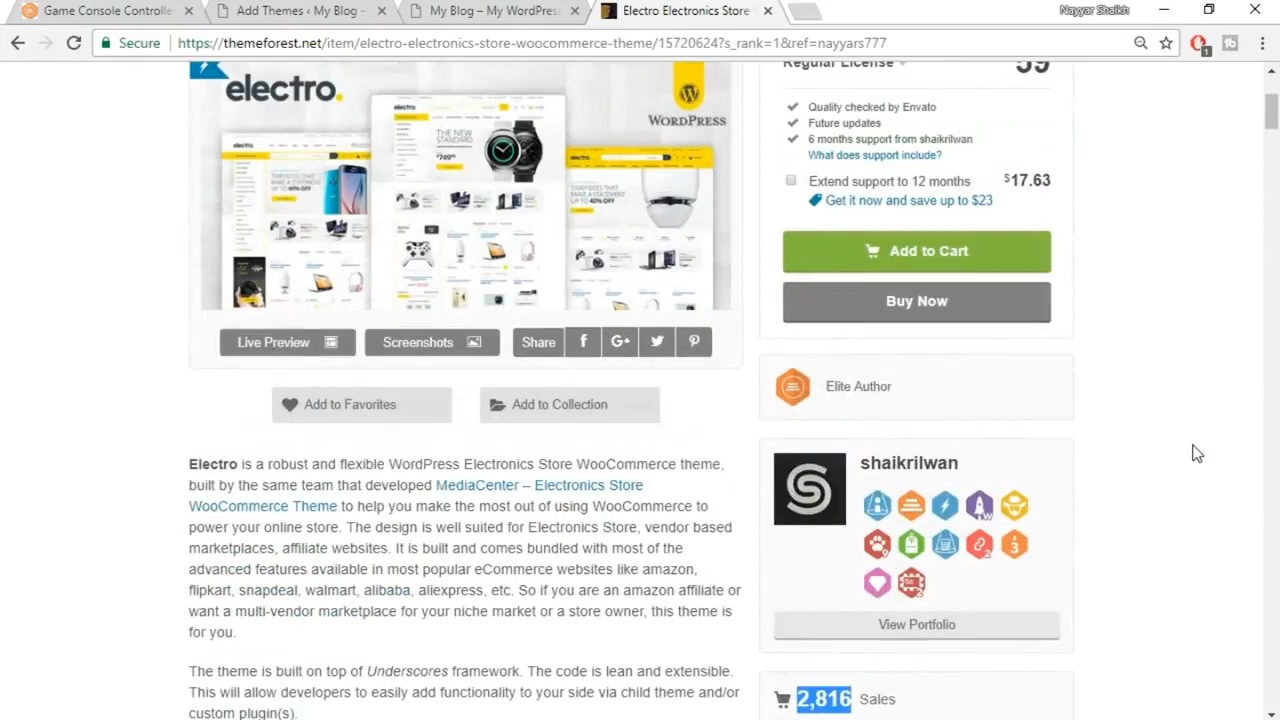 Game Console Controlle
Add Themes ‹ My Blog –
My Blog – My WordPress
Electro Electronics Store
Nayyar Shaikh
Secure
https://themeforest.net/item/electro-electronics-store-woocommerce-theme/15720624?s_rank=1&ref=nayyars777
electro.
WORDPRESS
electro
THE NEW
STANDARD
Live Preview
Screenshots
Share
Add to Favorites
Add to Collection
Electro is a robust and flexible WordPress Electronics Store WooCommerce theme,
built by the same team that developed MediaCenter – Electronics Store
WooCommerce Theme to help you make the most out of using WooCommerce to
power your online store. The design is well suited for Electronics Store, vendor based
marketplaces, affiliate websites. It is built and comes bundled with most of the
advanced features available in most popular eCommerce websites like amazon,
flipkart, snapdeal, walmart, alibaba, aliexpress, etc. So if you are an amazon affiliate or
want a multi-vendor marketplace for your niche market or a store owner, this theme is
for you.
The theme is built on top of Underscores framework. The code is lean and extensible.
This will allow developers to easily add functionality to your side via child theme and/or
custom plugin(s).
Regular License
59
Quality checked by Envato
Future updates
6 months support from shaikrilwan
What does support include?
Extend support to 12 months $17.63
Get it now and save up to $23
Add to Cart
Buy Now
Elite Author
shaikrilwan
View Portfolio
2,816 Sales